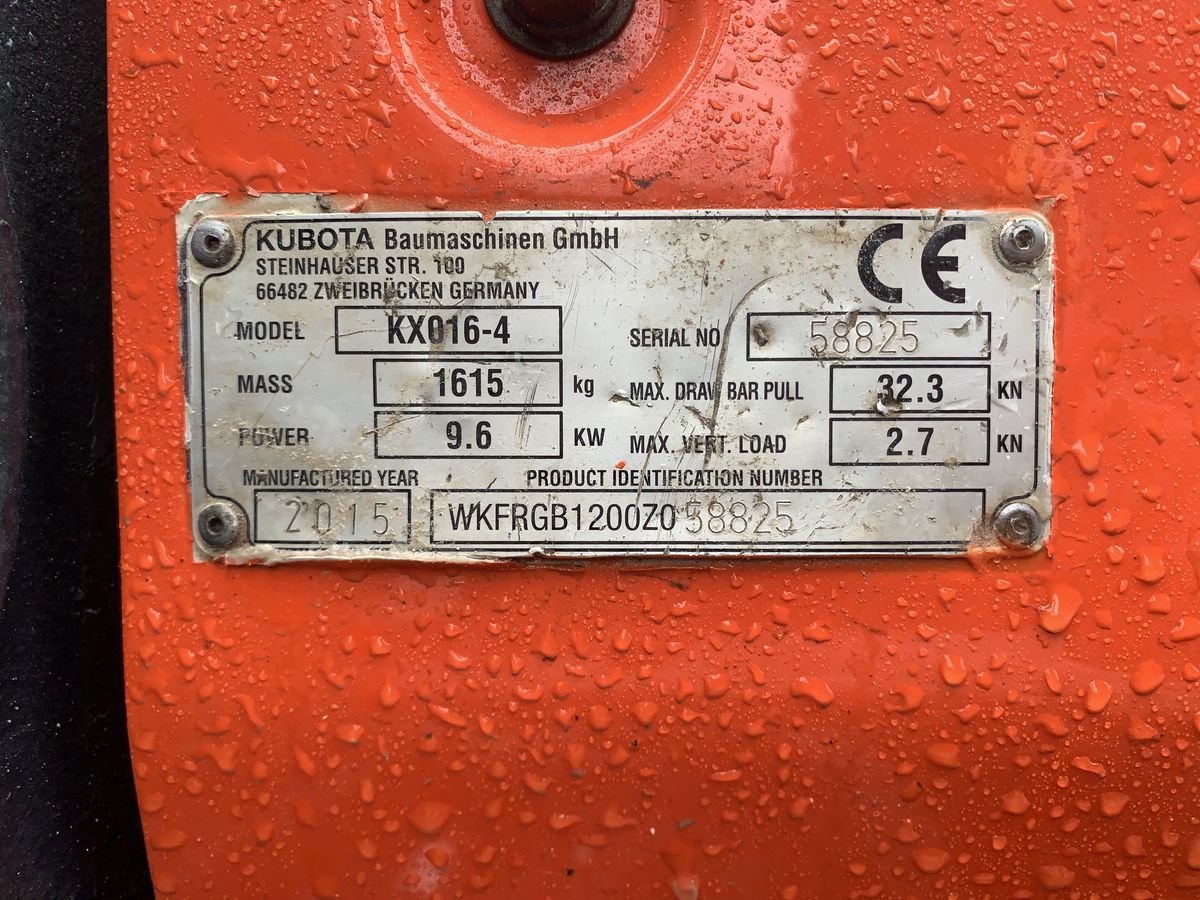 KUBOTA Baumaschinen GmbH
STEINHAUSER STR. 100
66482 ZWEIBRÜCKEN GERMANY
CE
MODEL KX016-4 SERIAL NO 58825
MASS 1615 kg MAX. DRAW BAR PULL 32.3 KN
POWER 9.6 KW MAX. VERT. LOAD 2.7 KN
MANUFACTURED YEAR PRODUCT IDENTIFICATION NUMBER
2015 WKFRGB1200Z058825